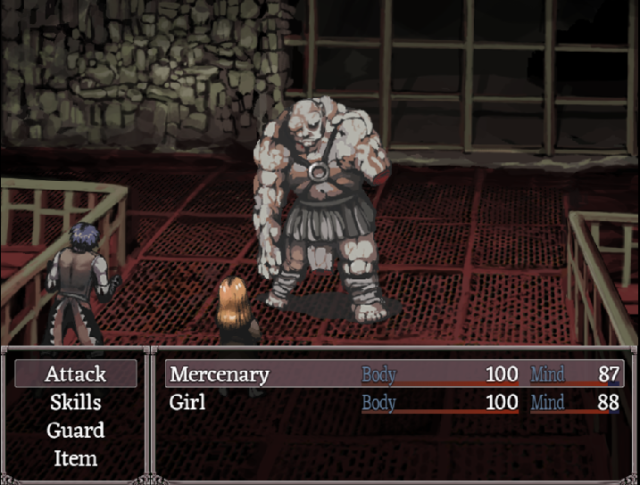 Attack
Skills
Guard
Item
Mercenary Body 100 Mind 87
Girl Body 100 Mind 88